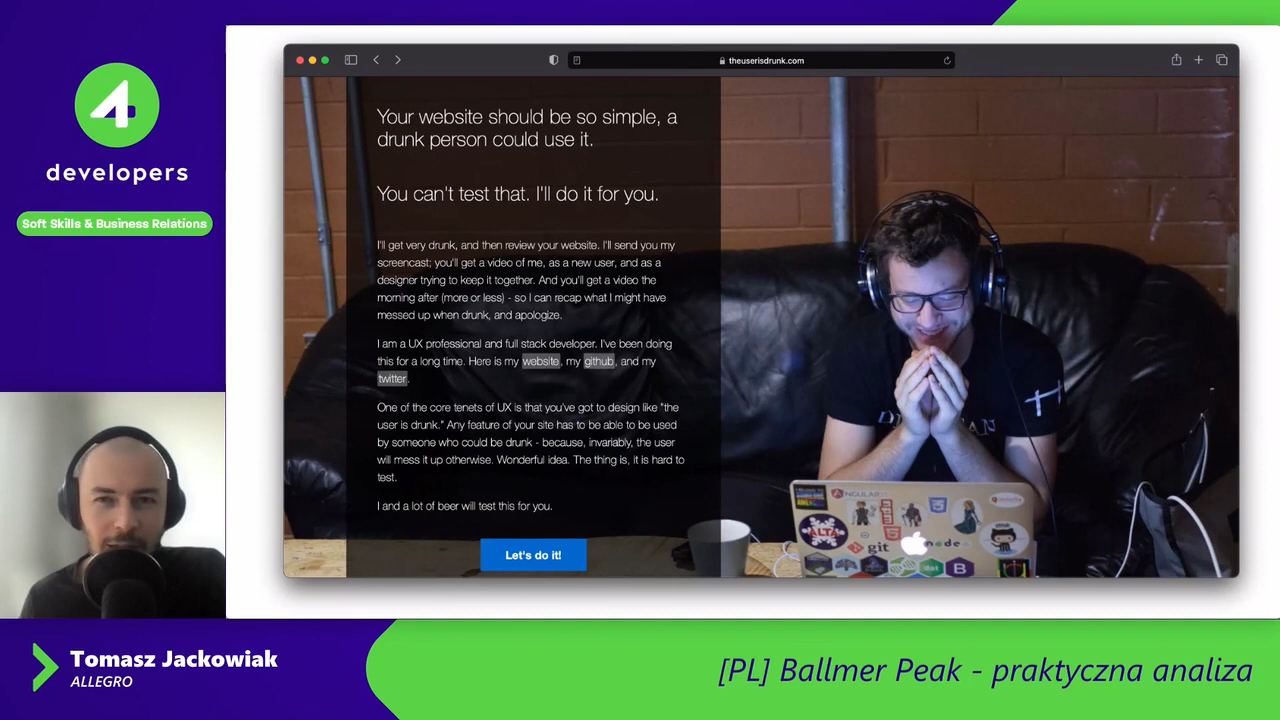 4
developers
Soft Skills & Business Relations
theuserisdrunk.com
Your website should be so simple, a
drunk person could use it.
You can't test that. I'll do it for you.
I'll get very drunk, and then review your website. I'll send you my
screencast; you'll get a video of me, as a new user, and as a
designer trying to keep it together. And you'll get a video the
morning after (more or less) - so I can recap what I might have
messed up when drunk, and apologize.
I am a UX professional and full stack developer. I've been doing
this for a long time. Here is my website, my github, and my
twitter.
One of the core tenets of UX is that you've got to design like "the
user is drunk." Any feature of your site has to be able to be used
by someone who could be drunk - because, invariably, the user
will mess it up otherwise. Wonderful idea. The thing is, it is hard to
test.
I and a lot of beer will test this for you.
Let's do it!
git
Tomasz Jackowiak
ALLEGRO
[PL] Ballmer Peak - praktyczna analiza